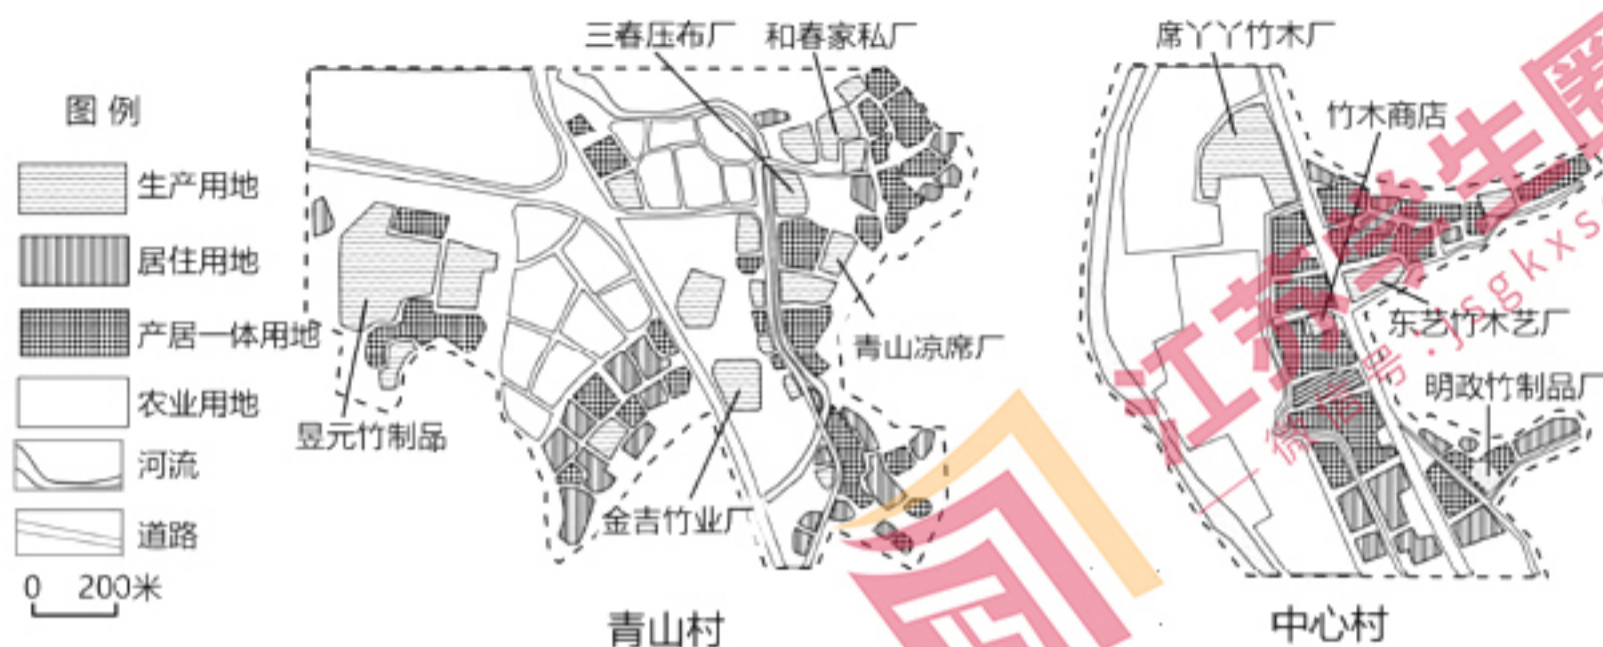 图例
生产用地
居住用地
产居一体用地
农业用地
河流
道路
0 200米
三春压布厂
和春家私厂
青山凉席厂
昱元竹制品
金吉竹业厂
青山村
席丫丫竹木厂
竹木商店
东艺竹木艺厂
明政竹制品厂
中心村
江苏学生圈
微信号:jsgkxs